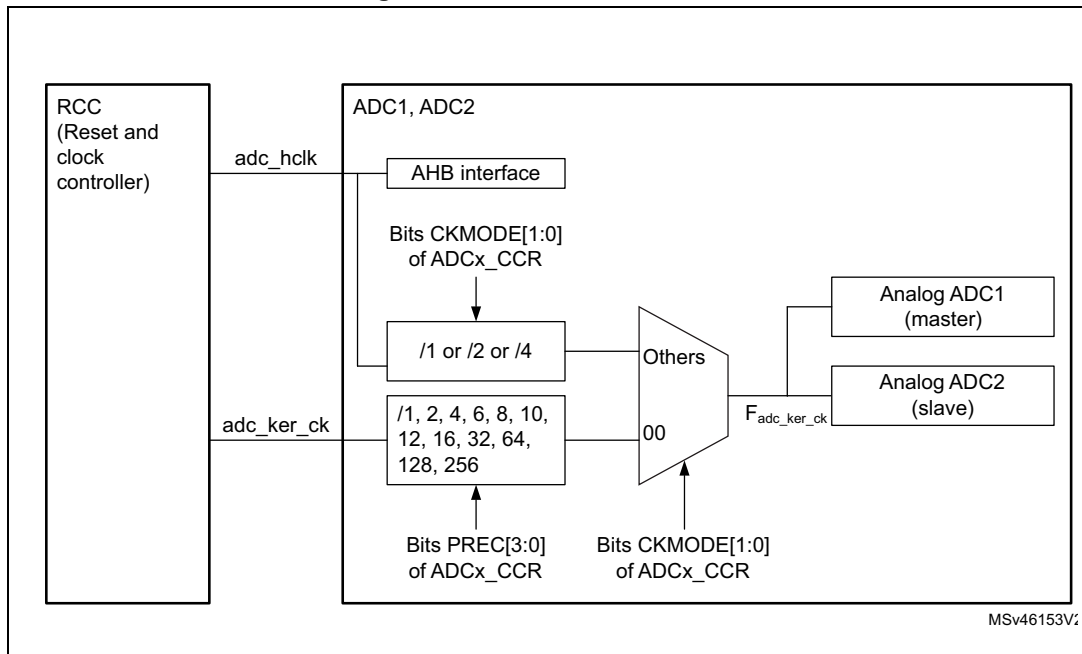 RCC
(Reset and
clock
controller)
adc_hclk
adc_ker_ck
ADC1, ADC2
AHB interface
Bits CKMODE[1:0]
of ADCx_CCR
/1 or /2 or /4
/1, 2, 4, 6, 8, 10,
12, 16, 32, 64,
128, 256
Bits PREC[3:0]
of ADCx_CCR
Others
00
Bits CKMODE[1:0]
of ADCx_CCR
Fadc_ker_ck
Analog ADC1
(master)
Analog ADC2
(slave)
MSv46153V2